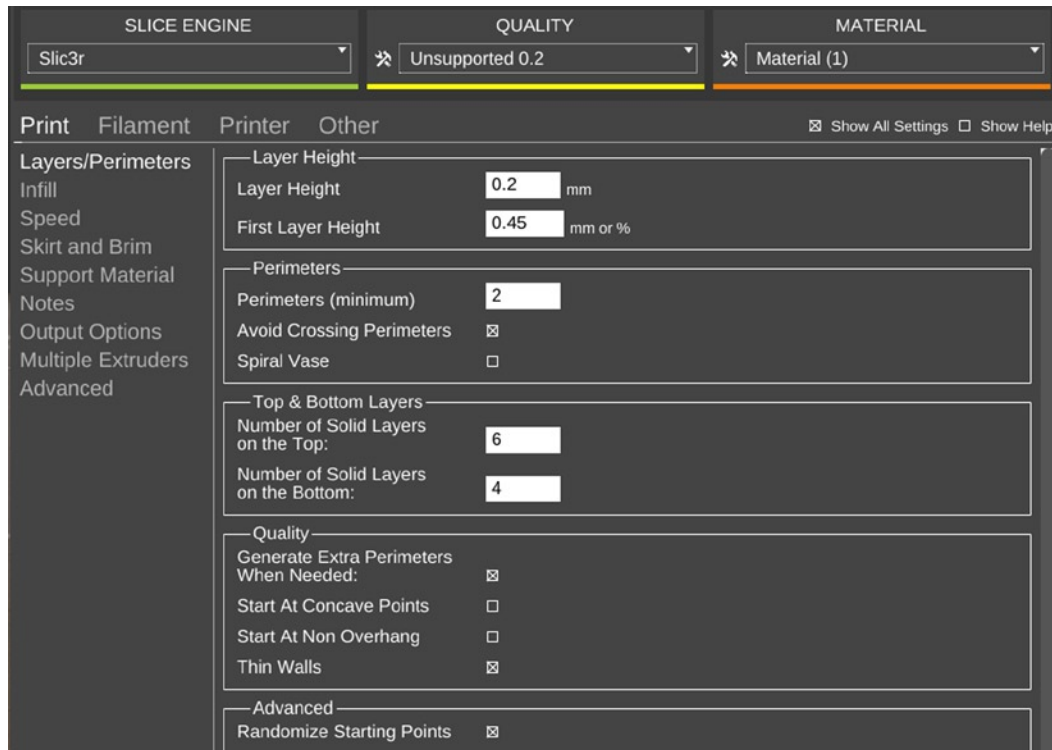 SLICE ENGINE
QUALITY
MATERIAL
Slic3r
Unsupported 0.2
Material (1)
Print Filament Printer Other
Show All Settings
Show Help
Layers/Perimeters
Infill
Speed
Skirt and Brim
Support Material
Notes
Output Options
Multiple Extruders
Advanced
Layer Height
Layer Height 0.2 mm
First Layer Height 0.45 mm or %
Perimeters
Perimeters (minimum) 2
Avoid Crossing Perimeters
Spiral Vase
Top & Bottom Layers
Number of Solid Layers
on the Top: 6
Number of Solid Layers
on the Bottom: 4
Quality
Generate Extra Perimeters
When Needed:
Start At Concave Points
Start At Non Overhang
Thin Walls
Advanced
Randomize Starting Points